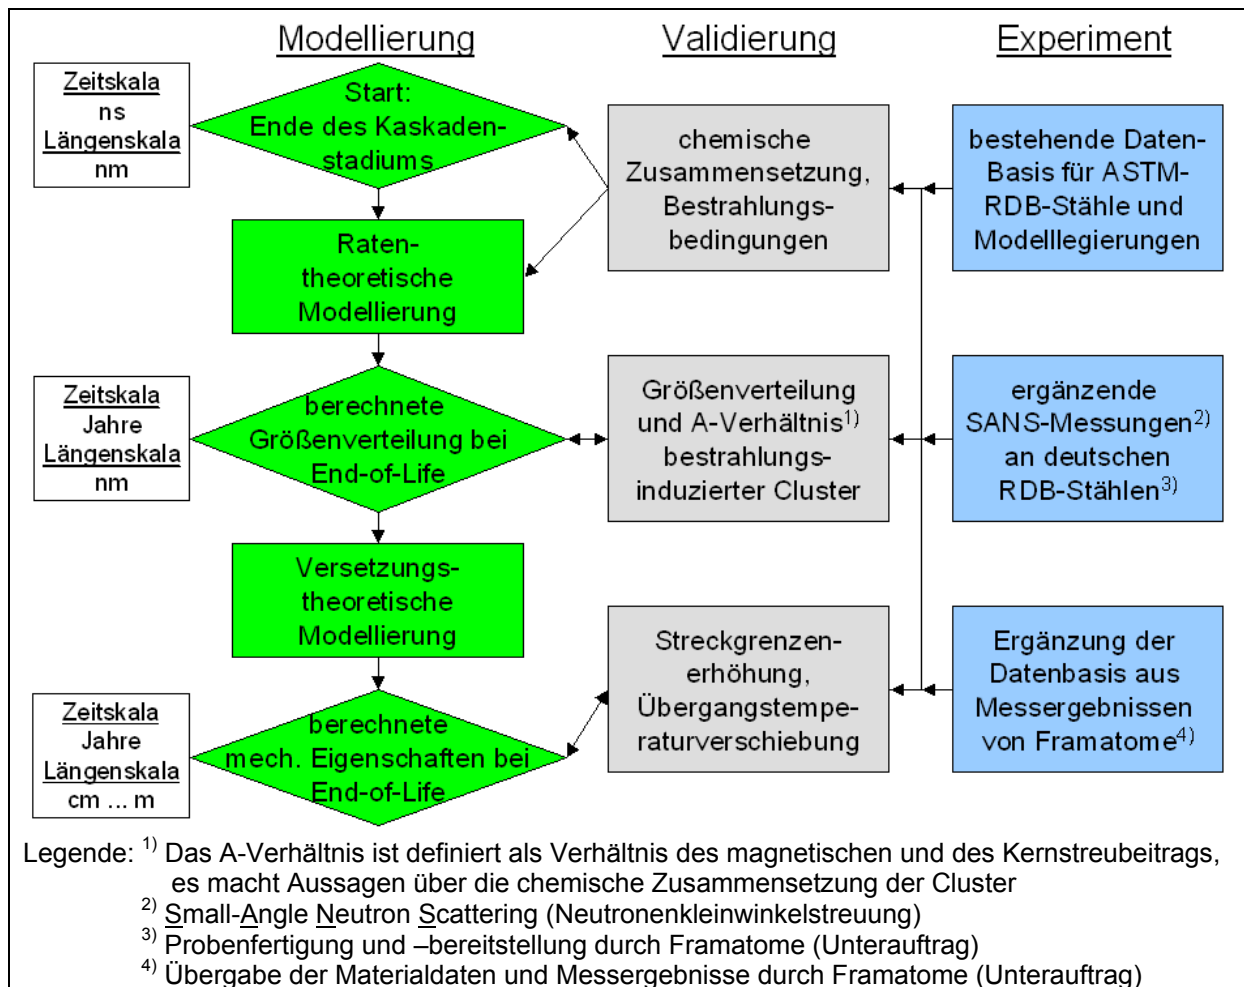 Modellierung
Validierung
Experiment
Zeitskala
ns
Längenskala
nm
Start:
Ende des Kaskaden-
stadiums
chemische
Zusammensetzung,
Bestrahlungs-
bedingungen
bestehende Daten-
Basis für ASTM-
RDB-Stähle und
Modelllegierungen
Raten-
theoretische
Modellierung
Zeitskala
Jahre
Längenskala
nm
berechnete
Größenverteilung bei
End-of-Life
Größenverteilung
und A-Verhältnis1)
bestrahlungs-
induzierter Cluster
ergänzende
SANS-Messungen2)
an deutschen
RDB-Stählen3)
Versetzungs-
theoretische
Modellierung
Zeitskala
Jahre
Längenskala
cm ... m
berechnete
mech. Eigenschaften bei
End-of-Life
Streckgrenzen-
erhöhung,
Übergangstempe-
raturverschiebung
Ergänzung der
Datenbasis aus
Messergebnissen
von Framatome4)
Legende: 1) Das A-Verhältnis ist definiert als Verhältnis des magnetischen und des Kernstreubeitrags,
es macht Aussagen über die chemische Zusammensetzung der Cluster
2) Small-Angle Neutron Scattering (Neutronenkleinwinkelstreuung)
3) Probenfertigung und –bereitstellung durch Framatome (Unterauftrag)
4) Übergabe der Materialdaten und Messergebnisse durch Framatome (Unterauftrag)